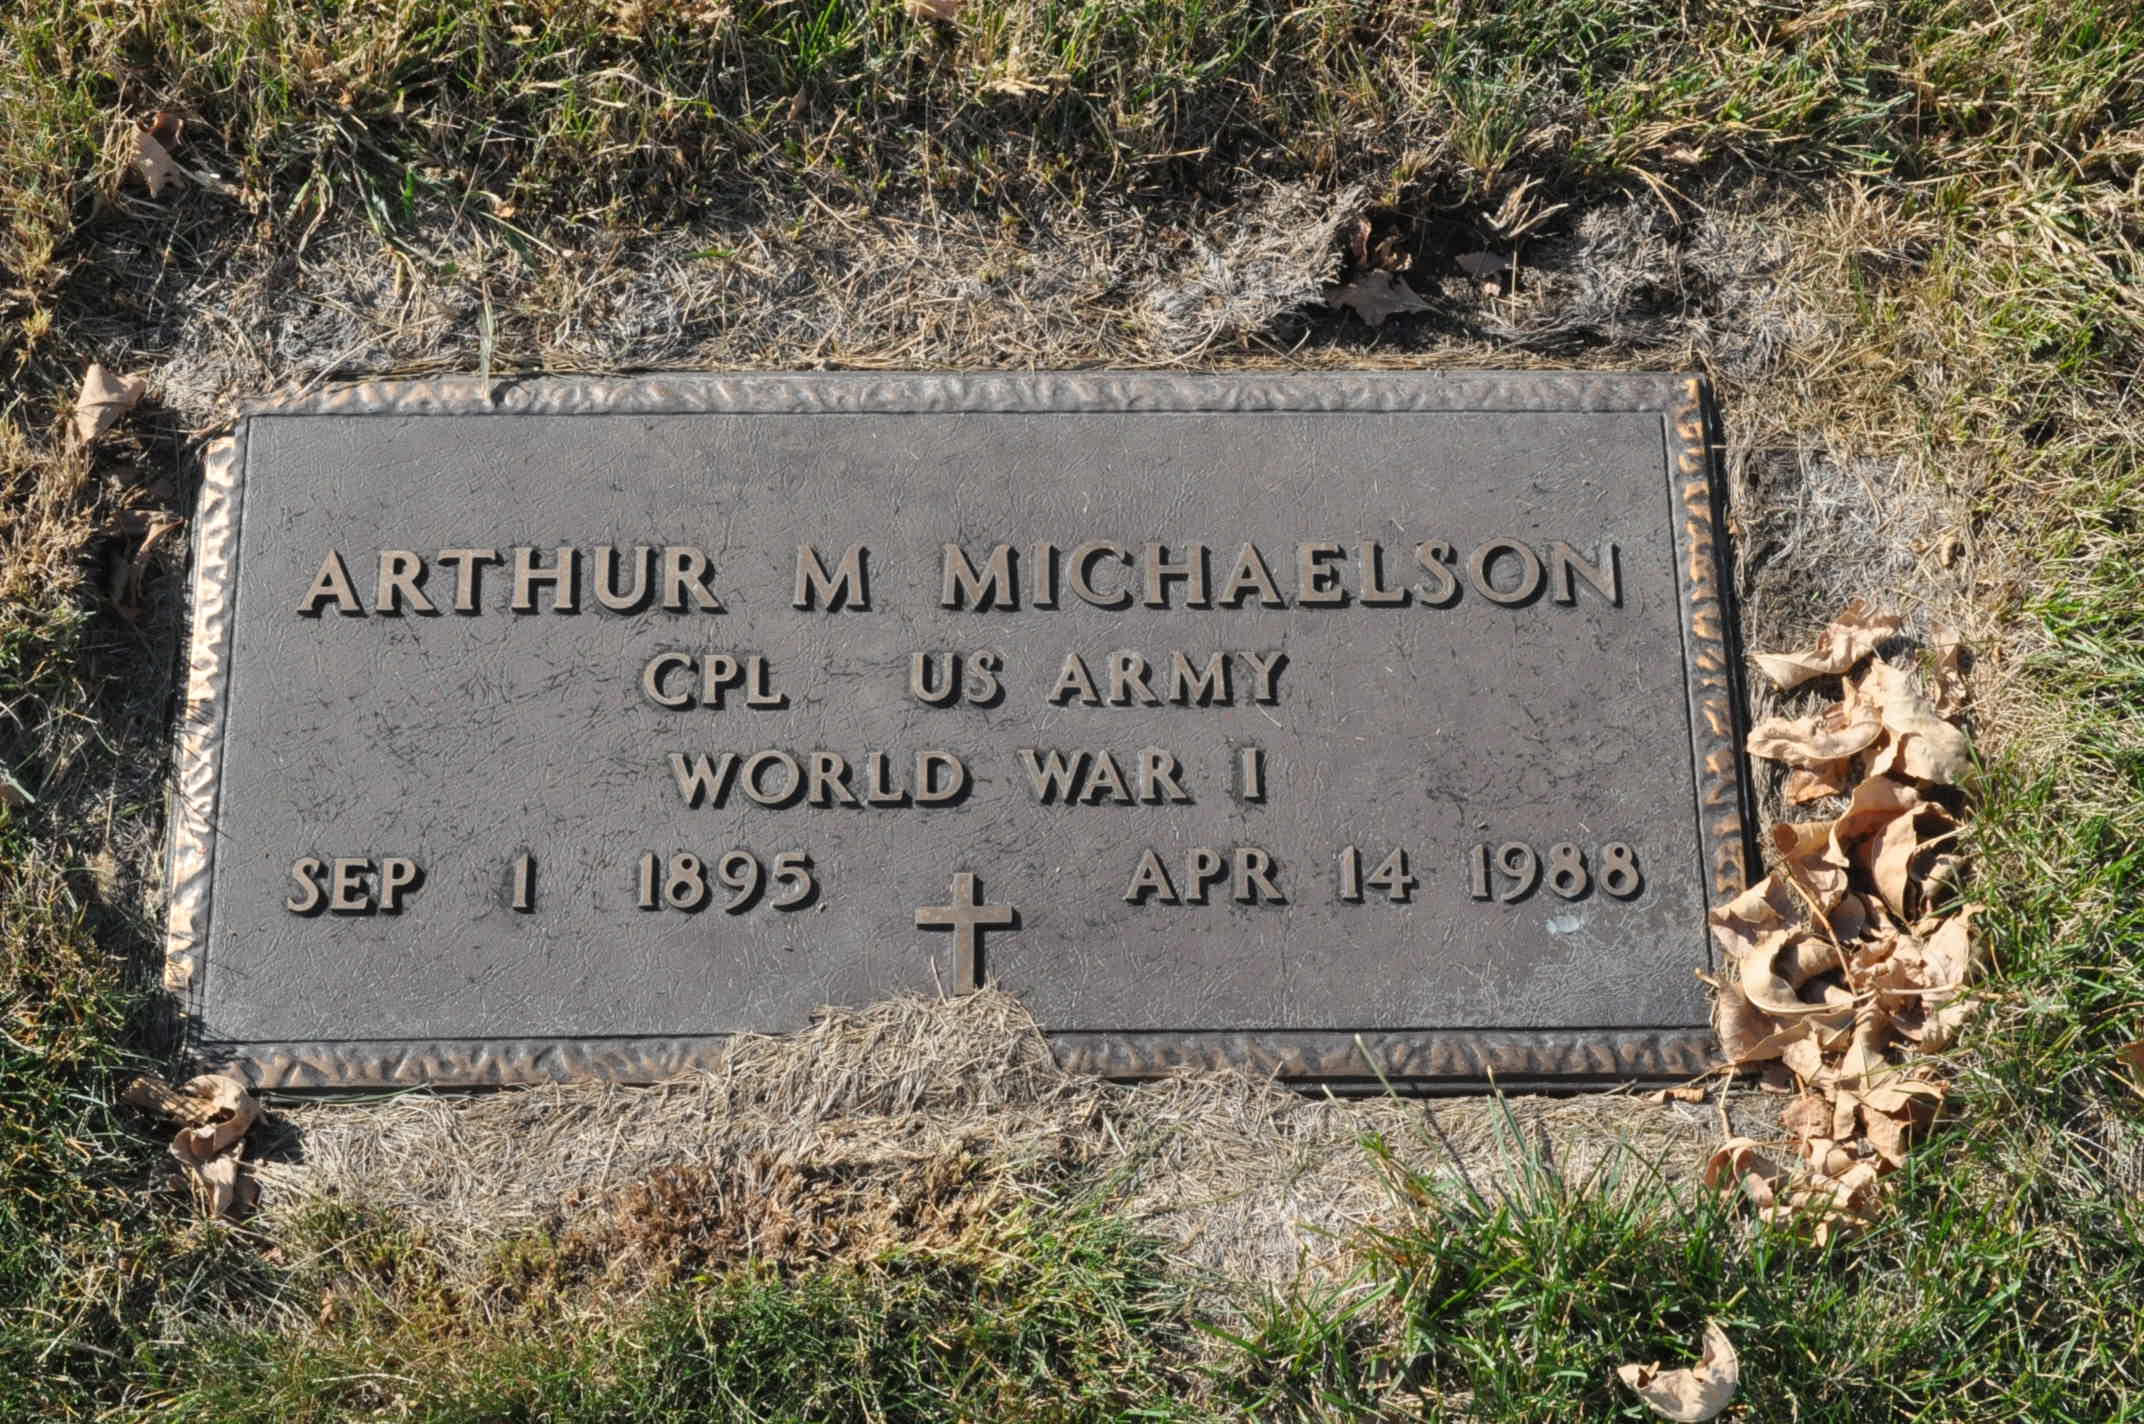 ARTHUR M MICHAELSON
CPL US ARMY
WORLD WAR I
SEP 1 1895 APR 14 1988